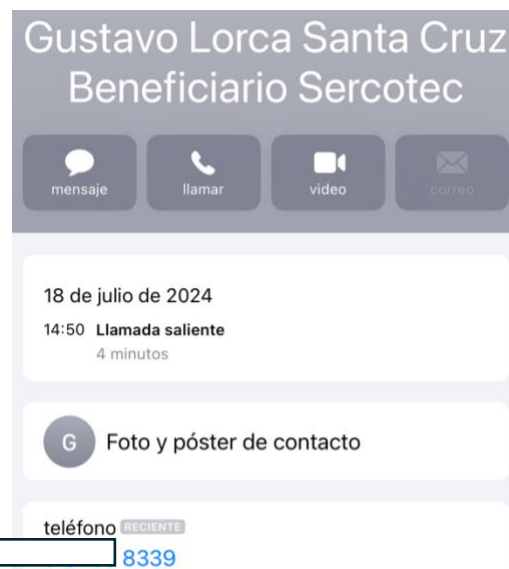 Gustavo Lorca Santa Cruz
Beneficiario Sercotec
mensaje llamar video correo
18 de julio de 2024
14:50 Llamada saliente
4 minutos
G Foto y póster de contacto
teléfono RECIENTE
8339